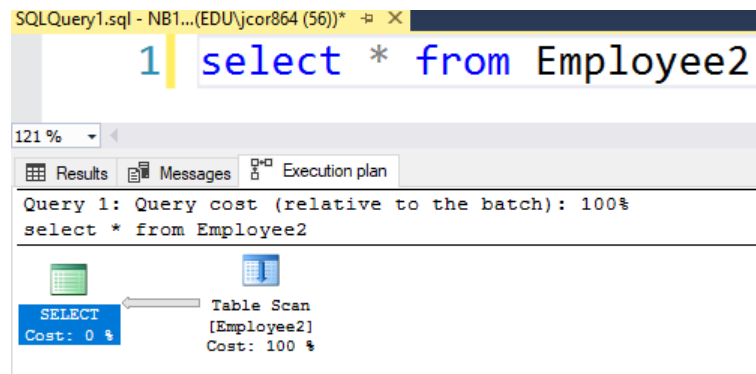 SQLQuery1.sql - NB1...(EDU\jcor864 (56))*
1 select * from Employee2
121 %
Results Messages Execution plan
Query 1: Query cost (relative to the batch): 100%
select * from Employee2
SELECT
Cost: 0 %
Table Scan
[Employee2]
Cost: 100 %